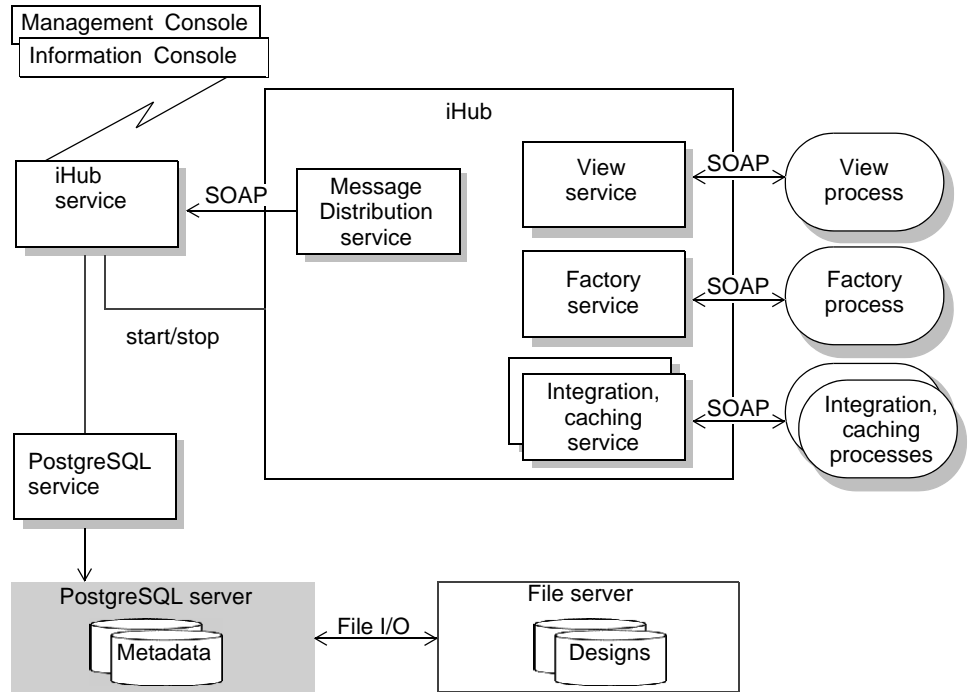 Management Console
Information Console
iHub
iHub
service
SOAP
Message
Distribution
service
View
service
SOAP
View
process
Factory
service
SOAP
Factory
process
start/stop
Integration,
caching
service
SOAP
Integration,
caching
processes
PostgreSQL
service
PostgreSQL server
Metadata
File I/O
File server
Designs